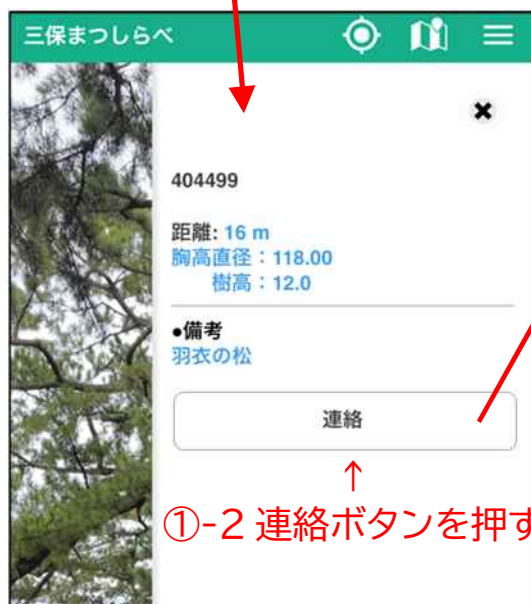 三保まつしらべ
404499
距離: 16 m
胸高直径：118.00
樹高：12.0
●備考
羽衣の松
連絡
↑
①-2 連絡ボタンを押す